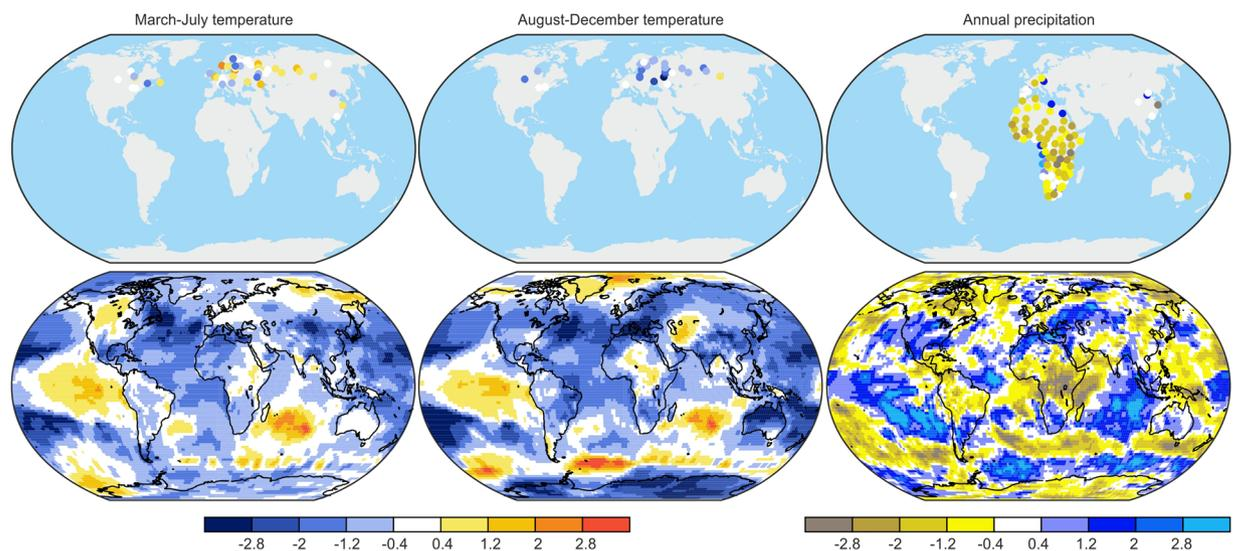 March-July temperature
August-December temperature
Annual precipitation
-2.8 -2 -1.2 -0.4 0.4 1.2 2 2.8
-2.8 -2 -1.2 -0.4 0.4 1.2 2 2.8